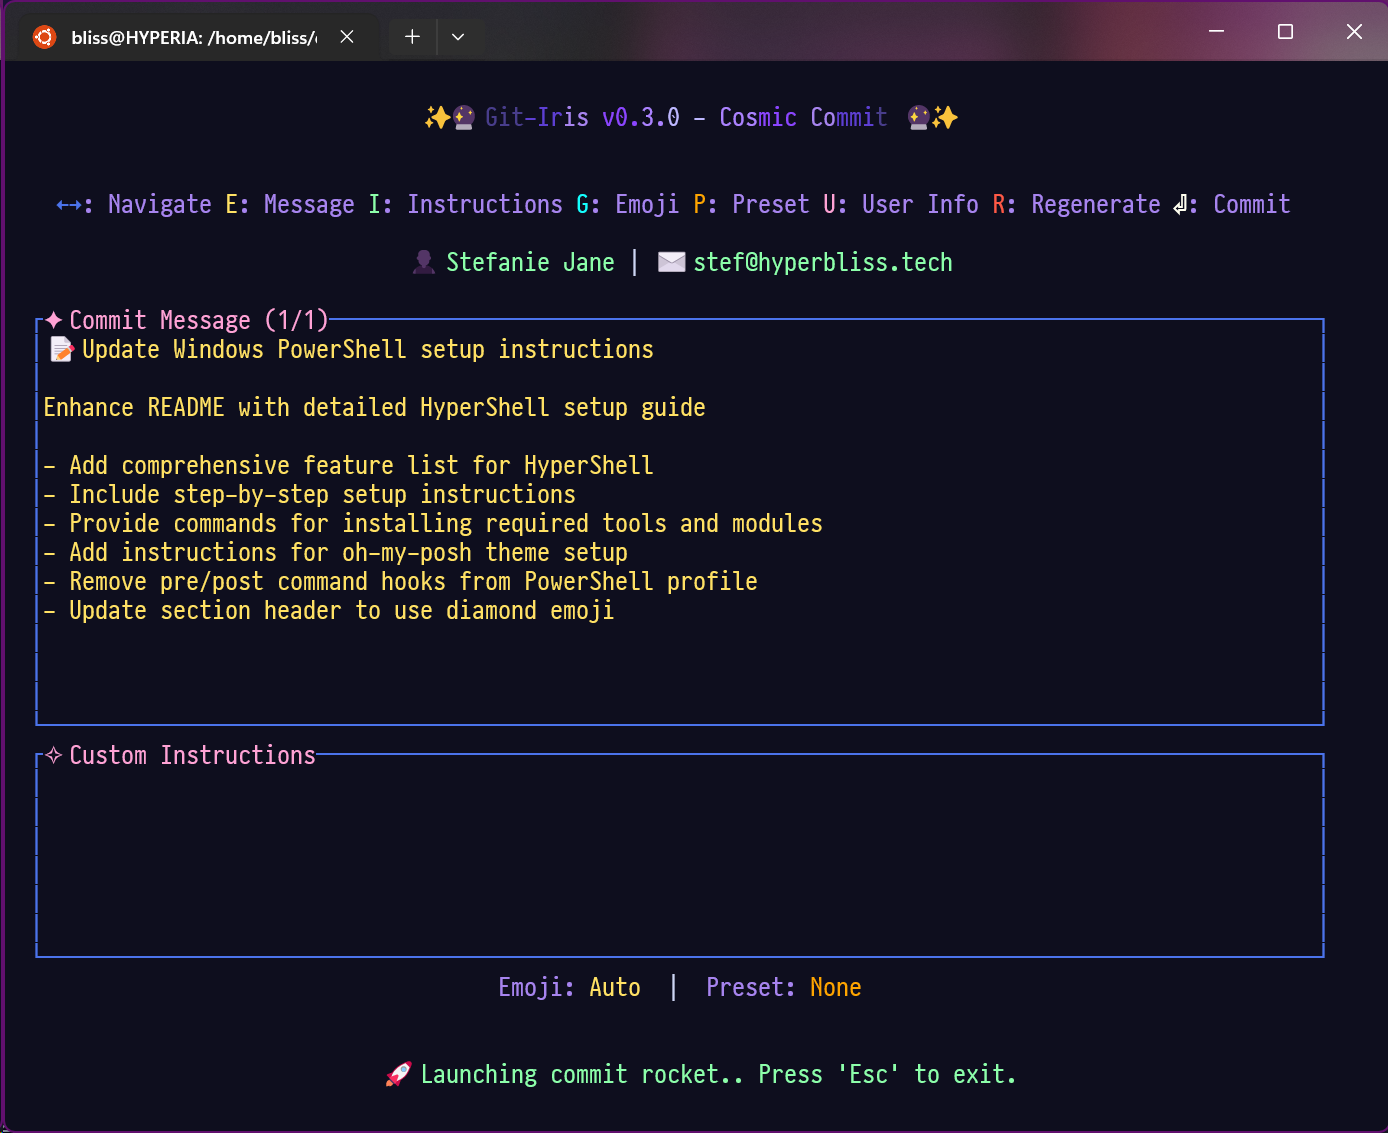 bliss@HYPERIA: /home/bliss/
✨🔮 Git-Iris v0.3.0 - Cosmic Commit 🔮✨
←→: Navigate E: Message I: Instructions G: Emoji P: Preset U: User Info R: Regenerate ⏎: Commit
👤 Stefanie Jane | ✉️ stef@hyperbliss.tech
✦ Commit Message (1/1)
📝 Update Windows PowerShell setup instructions
Enhance README with detailed HyperShell setup guide
- Add comprehensive feature list for HyperShell
- Include step-by-step setup instructions
- Provide commands for installing required tools and modules
- Add instructions for oh-my-posh theme setup
- Remove pre/post command hooks from PowerShell profile
- Update section header to use diamond emoji
✧ Custom Instructions
Emoji: Auto | Preset: None
🚀 Launching commit rocket.. Press 'Esc' to exit.